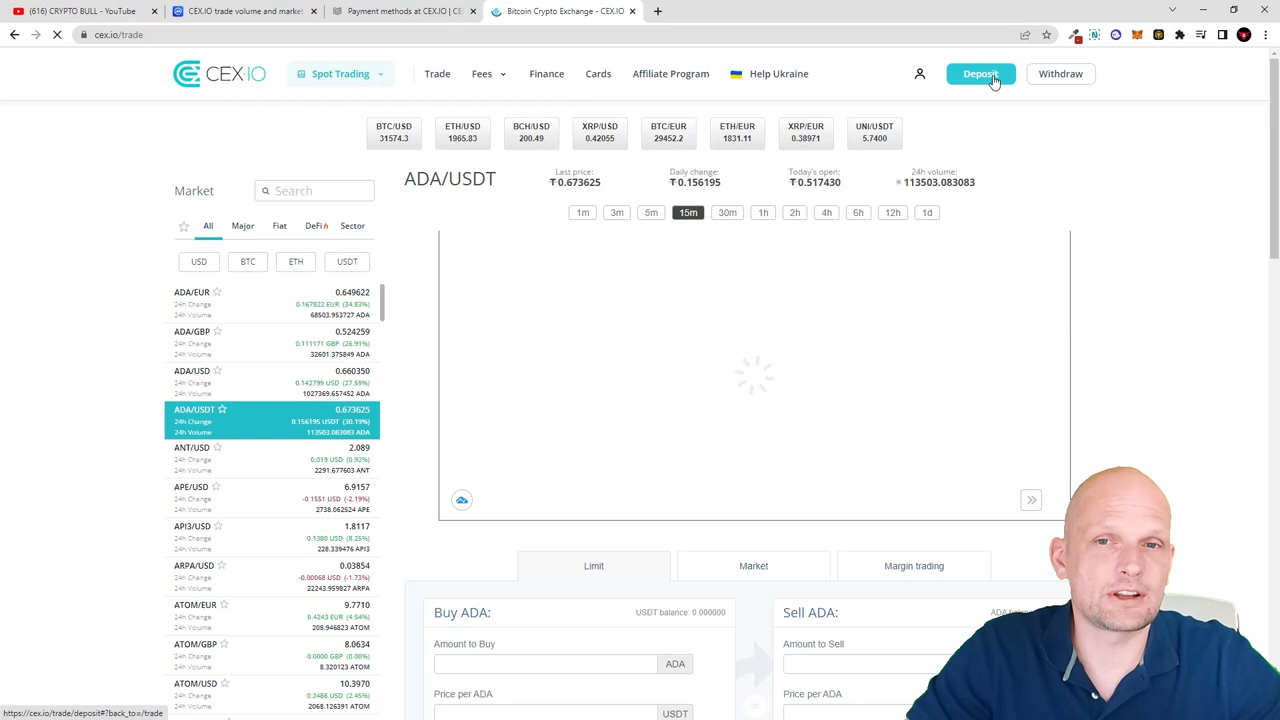 (616) CRYPTO BULL - YouTube
CEX.IO trade volume and market
Payment methods at CEX.IO | CE
Bitcoin Crypto Exchange - CEX.IO
cex.io/trade
CEX·IO
Spot Trading
Trade
Fees
Finance
Cards
Affiliate Program
Help Ukraine
Deposit
Withdraw
BTC/USD
31574.3
ETH/USD
1965.83
BCH/USD
200.49
XRP/USD
0.42055
BTC/EUR
29452.2
ETH/EUR
1831.11
XRP/EUR
0.38971
UNI/USDT
5.7400
Market
Search
All
Major
Fiat
DeFi
Sector
USD
BTC
ETH
USDT
ADA/EUR 0.649622
24h Change 0.167822 EUR (34.83%)
24h Volume 68503.953727 ADA
ADA/GBP 0.524259
24h Change 0.111171 GBP (26.91%)
24h Volume 32601.375849 ADA
ADA/USD 0.660350
24h Change 0.142799 USD (27.59%)
24h Volume 1027369.657452 ADA
ADA/USDT 0.673625
24h Change 0.156195 USDT (30.19%)
24h Volume 113503.083083 ADA
ANT/USD 2.089
24h Change 0.019 USD (0.92%)
24h Volume 2291.677603 ANT
APE/USD 6.9157
24h Change -0.1551 USD (-2.19%)
24h Volume 2738.062524 APE
API3/USD 1.8117
24h Change 0.1380 USD (8.25%)
24h Volume 228.339476 API3
ARPA/USD 0.03854
24h Change -0.00068 USD (-1.73%)
24h Volume 22243.959827 ARPA
ATOM/EUR 9.7710
24h Change 0.4243 EUR (4.54%)
24h Volume 208.946823 ATOM
ATOM/GBP 8.0634
24h Change 0.0000 GBP (0.00%)
24h Volume 8.320123 ATOM
ATOM/USD 10.3970
24h Change 0.2486 USD (2.45%)
24h Volume 2068.126391 ATOM
ADA/USDT
Last price:
₮0.673625
Daily change:
₮0.156195
Today's open:
₮0.517430
24h volume:
113503.083083
1m
3m
5m
15m
30m
1h
2h
4h
6h
12h
1d
Limit
Market
Margin trading
Buy ADA:
USDT balance: 0.000000
Amount to Buy
ADA
Price per ADA
USDT
Sell ADA:
Amount to Sell
Price per ADA
https://cex.io/trade/deposit#?back_to=/trade